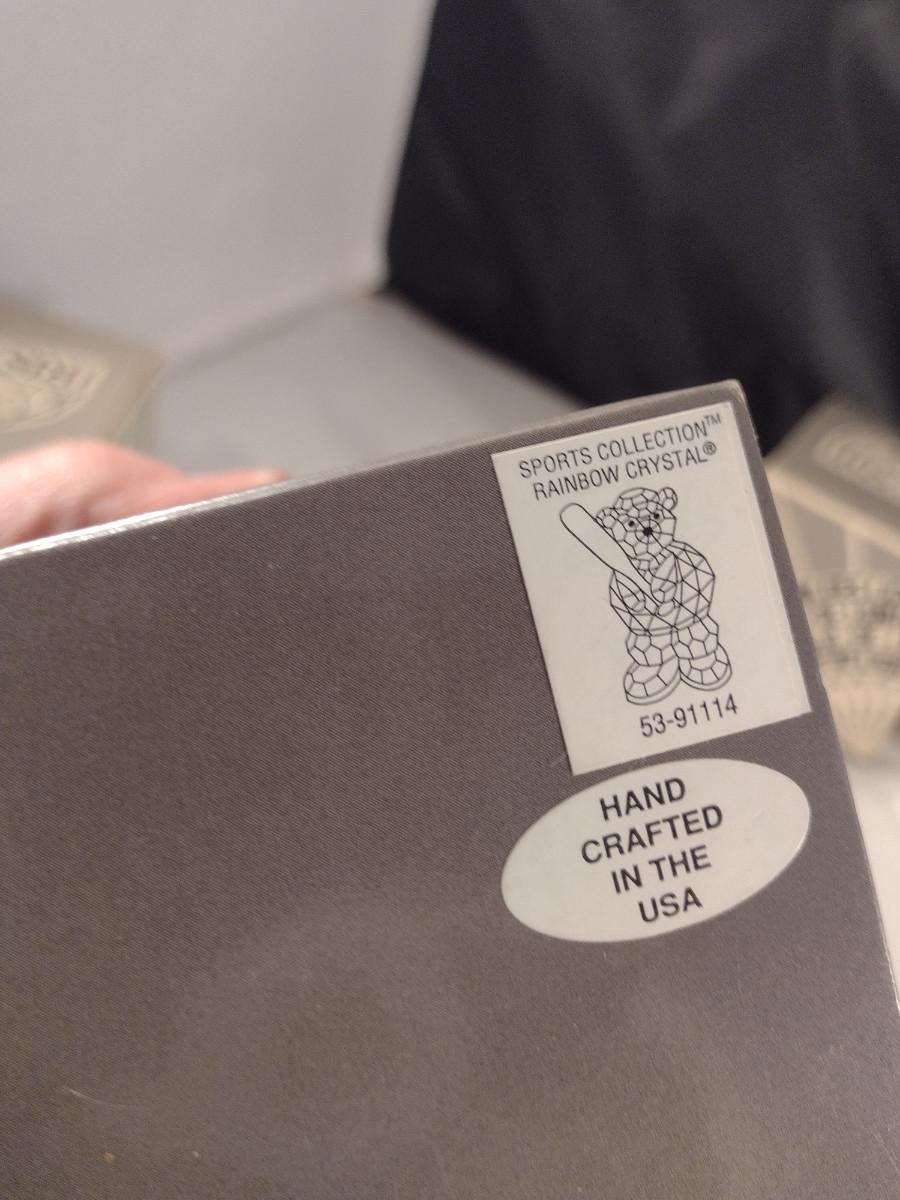 SPORTS COLLECTION™
RAINBOW CRYSTAL®
53-91114
HAND
CRAFTED
IN THE
USA